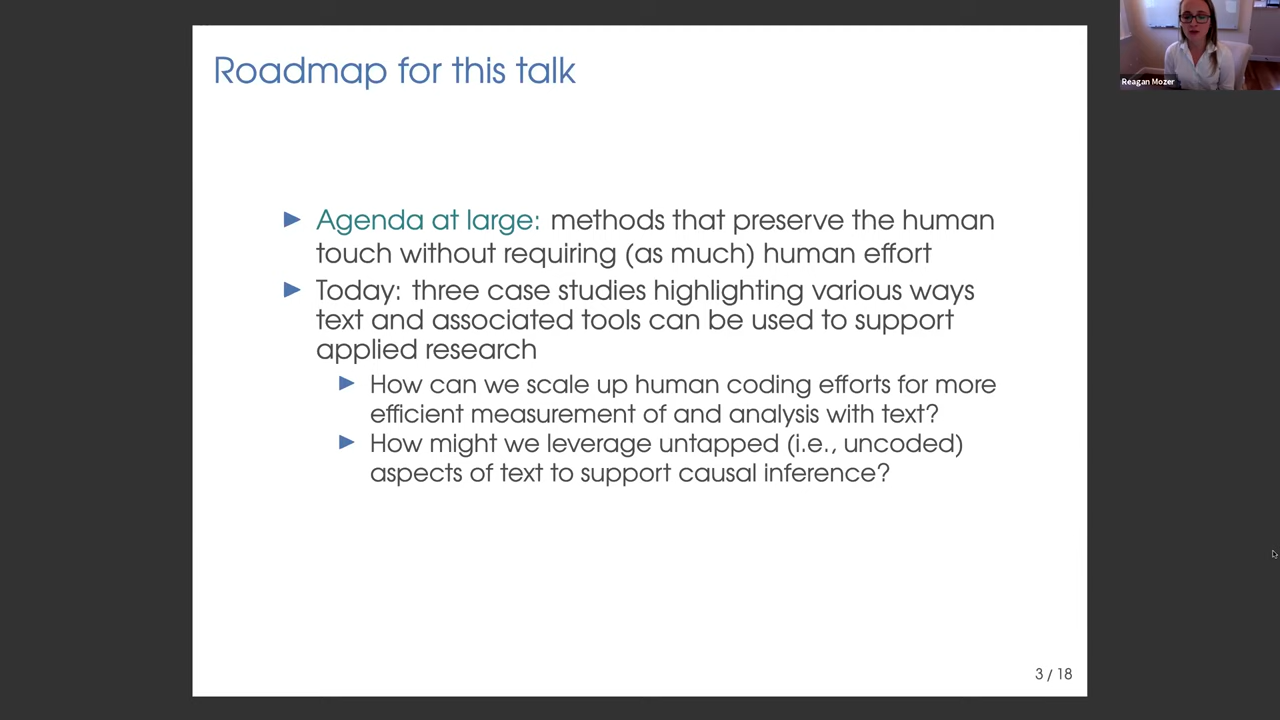 Roadmap for this talk
Reagan Mozer
Agenda at large: methods that preserve the human
touch without requiring (as much) human effort
Today: three case studies highlighting various ways
text and associated tools can be used to support
applied research
How can we scale up human coding efforts for more
efficient measurement of and analysis with text?
How might we leverage untapped (i.e., uncoded)
aspects of text to support causal inference?
3 / 18